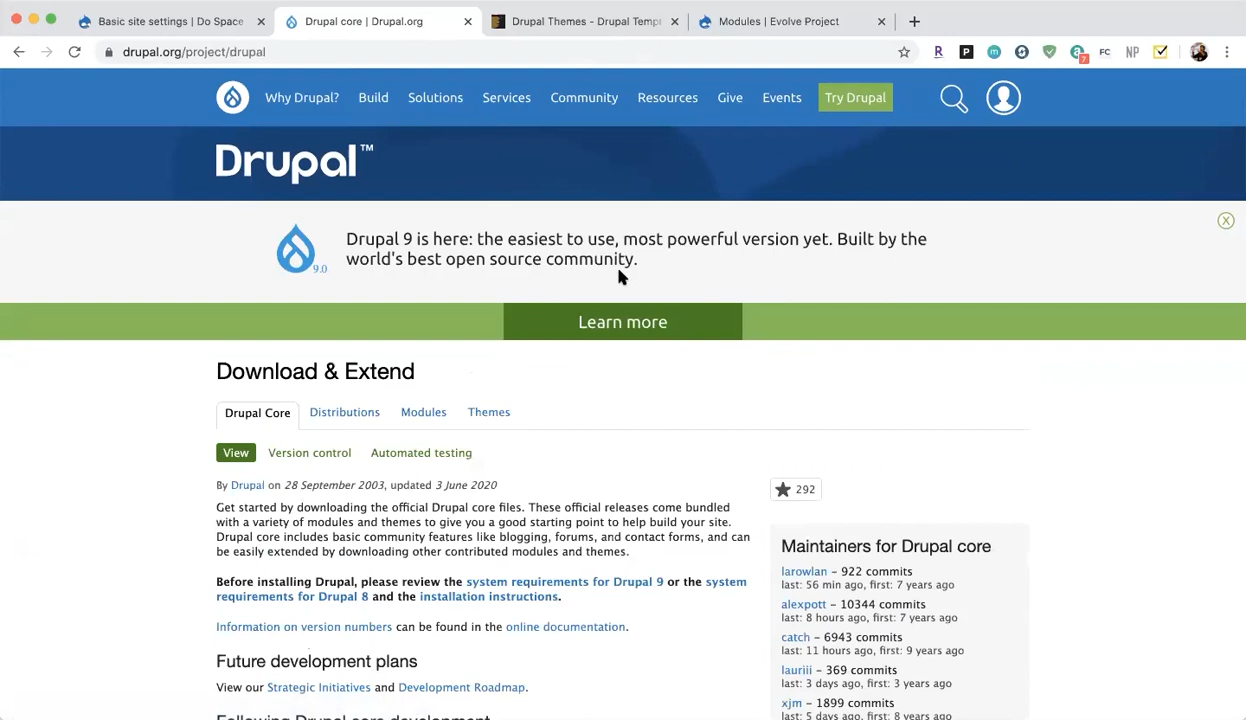 Basic site settings | Do Space
Drupal core | Drupal.org
Drupal Themes - Drupal Temp
Modules | Evolve Project
drupal.org/project/drupal
R P m 7 FC NP
Why Drupal? Build Solutions Services Community Resources Give Events Try Drupal
Drupal™
Drupal 9 is here: the easiest to use, most powerful version yet. Built by the
world's best open source community.
9.0
X
Learn more
Download & Extend
Drupal Core Distributions Modules Themes
View Version control Automated testing
By Drupal on 28 September 2003, updated 3 June 2020
Get started by downloading the official Drupal core files. These official releases come bundled
with a variety of modules and themes to give you a good starting point to help build your site.
Drupal core includes basic community features like blogging, forums, and contact forms, and can
be easily extended by downloading other contributed modules and themes.
Before installing Drupal, please review the system requirements for Drupal 9 or the system
requirements for Drupal 8 and the installation instructions.
Information on version numbers can be found in the online documentation.
Future development plans
View our Strategic Initiatives and Development Roadmap.
Following Drupal core development
292
Maintainers for Drupal core
larowlan – 922 commits
last: 56 min ago, first: 7 years ago
alexpott – 10344 commits
last: 8 hours ago, first: 7 years ago
catch – 6943 commits
last: 11 hours ago, first: 9 years ago
lauriii – 369 commits
last: 3 days ago, first: 3 years ago
xjm – 1899 commits
last: 5 days ago, first: 8 years ago